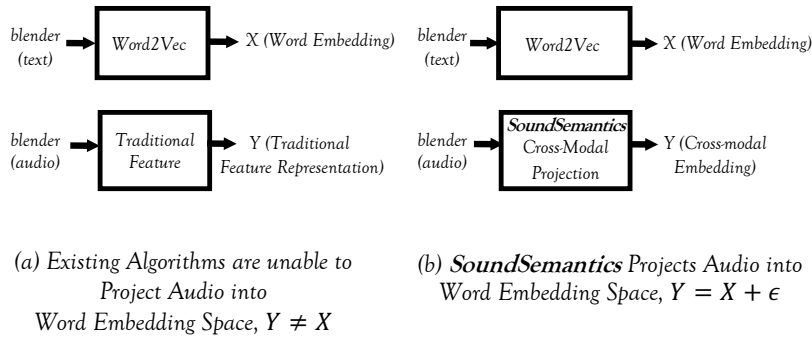 blender
(text)
Word2Vec
X (Word Embedding)
blender
(audio)
Traditional
Feature
Y (Traditional
Feature Representation)
(a) Existing Algorithms are unable to
Project Audio into
Word Embedding Space, Y ≠ X
blender
(text)
Word2Vec
X (Word Embedding)
blender
(audio)
SoundSemantics
Cross-Modal
Projection
Y (Cross-modal
Embedding)
(b) SoundSemantics Projects Audio into
Word Embedding Space, Y = X + ϵ